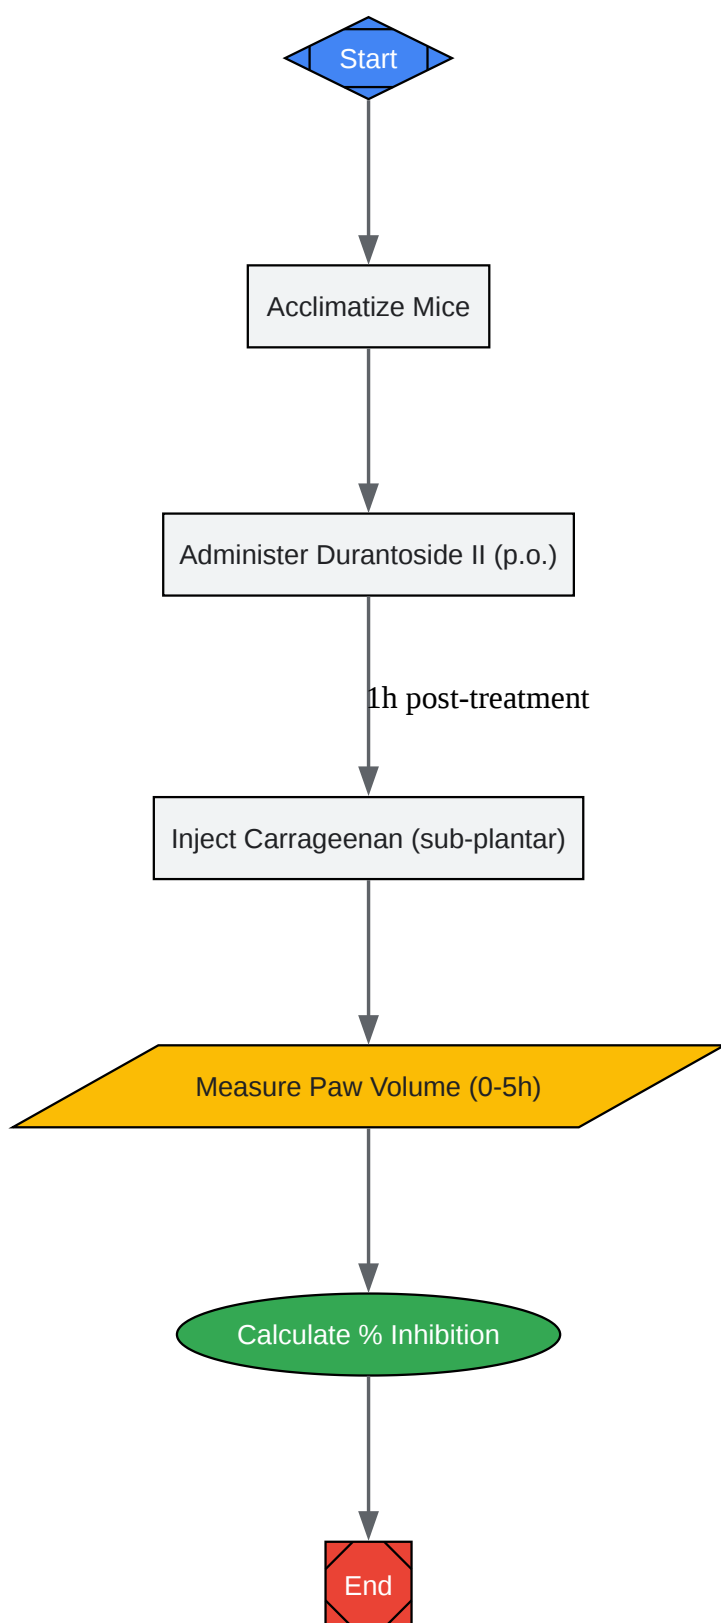 Start
Acclimatize Mice
Administer Durantoside II (p.o.)
1h post-treatment
Inject Carrageenan (sub-plantar)
Measure Paw Volume (0-5h)
Calculate % Inhibition
End